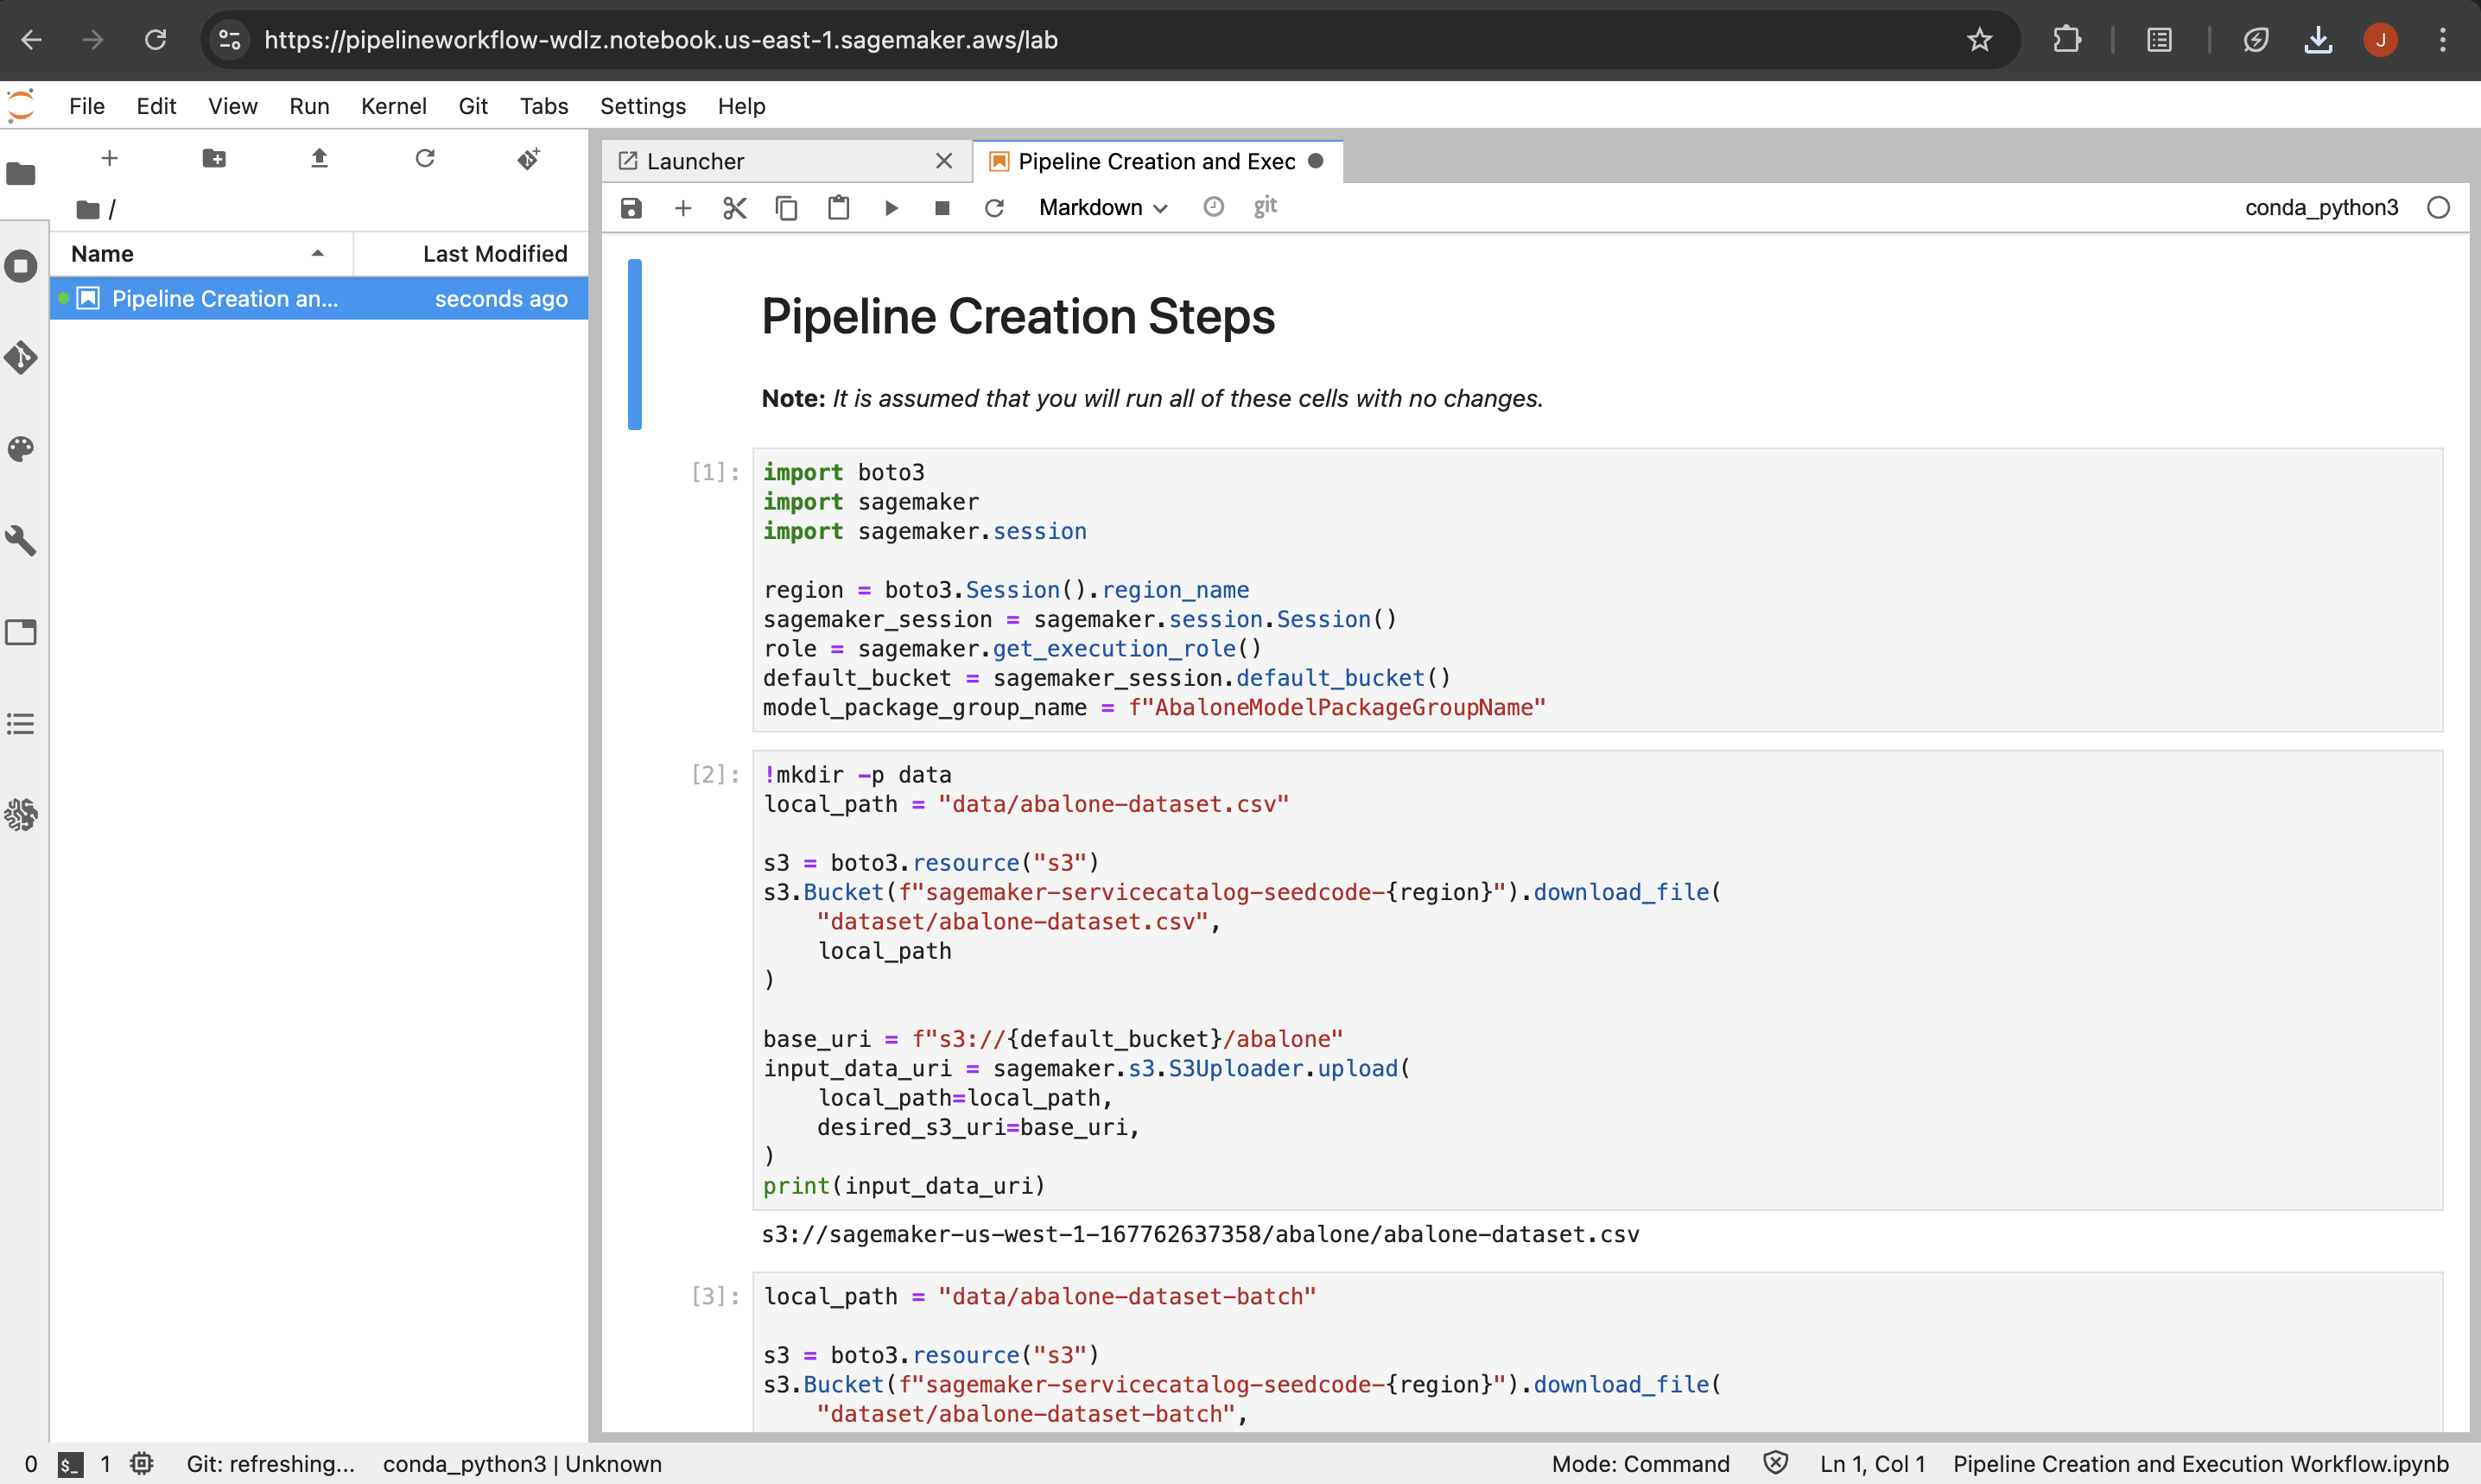 https://pipelineworkflow-wdlz.notebook.us-east-1.sagemaker.aws/lab
J
File Edit View Run Kernel Git Tabs Settings Help
Launcher
Pipeline Creation and Exec
/
Markdown
git
conda_python3
Name
Last Modified
Pipeline Creation an...
seconds ago
Pipeline Creation Steps
Note: It is assumed that you will run all of these cells with no changes.
[1]:
import boto3
import sagemaker
import sagemaker.session
region = boto3.Session().region_name
sagemaker_session = sagemaker.session.Session()
role = sagemaker.get_execution_role()
default_bucket = sagemaker_session.default_bucket()
model_package_group_name = f"AbaloneModelPackageGroupName"
[2]:
!mkdir -p data
local_path = "data/abalone-dataset.csv"
s3 = boto3.resource("s3")
s3.Bucket(f"sagemaker-servicecatalog-seedcode-{region}").download_file(
    "dataset/abalone-dataset.csv",
    local_path
)
base_uri = f"s3://{default_bucket}/abalone"
input_data_uri = sagemaker.s3.S3Uploader.upload(
    local_path=local_path,
    desired_s3_uri=base_uri,
)
print(input_data_uri)
s3://sagemaker-us-west-1-167762637358/abalone/abalone-dataset.csv
[3]:
local_path = "data/abalone-dataset-batch"
s3 = boto3.resource("s3")
s3.Bucket(f"sagemaker-servicecatalog-seedcode-{region}").download_file(
    "dataset/abalone-dataset-batch",
0 $_ 1 Git: refreshing... conda_python3 | Unknown
Mode: Command Ln 1, Col 1 Pipeline Creation and Execution Workflow.ipynb